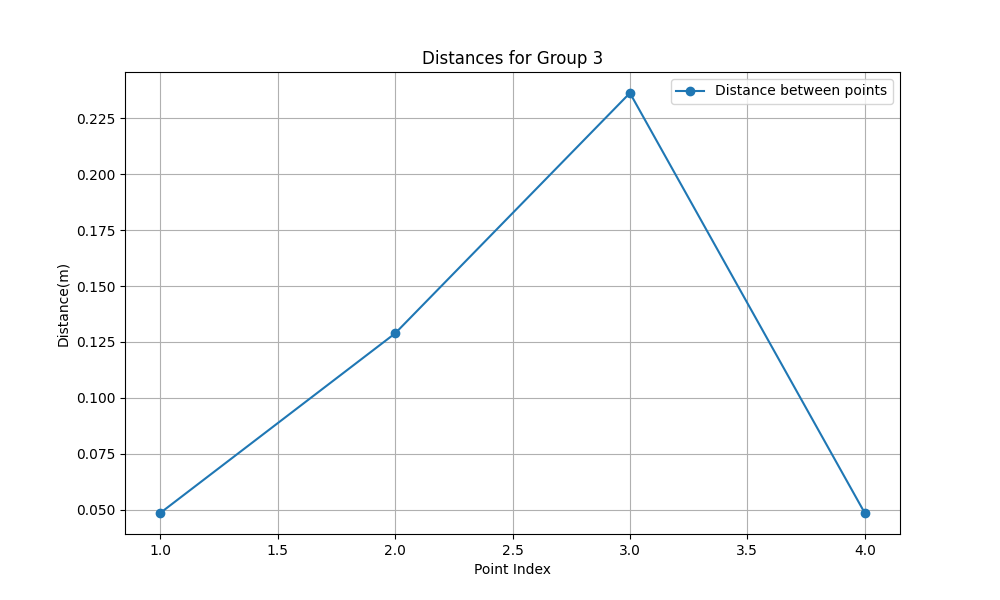 Distances for Group 3
Distance between points
0.225
0.200
0.175
0.150
0.125
0.100
0.075
0.050
Distance(m)
1.0 1.5 2.0 2.5 3.0 3.5 4.0
Point Index